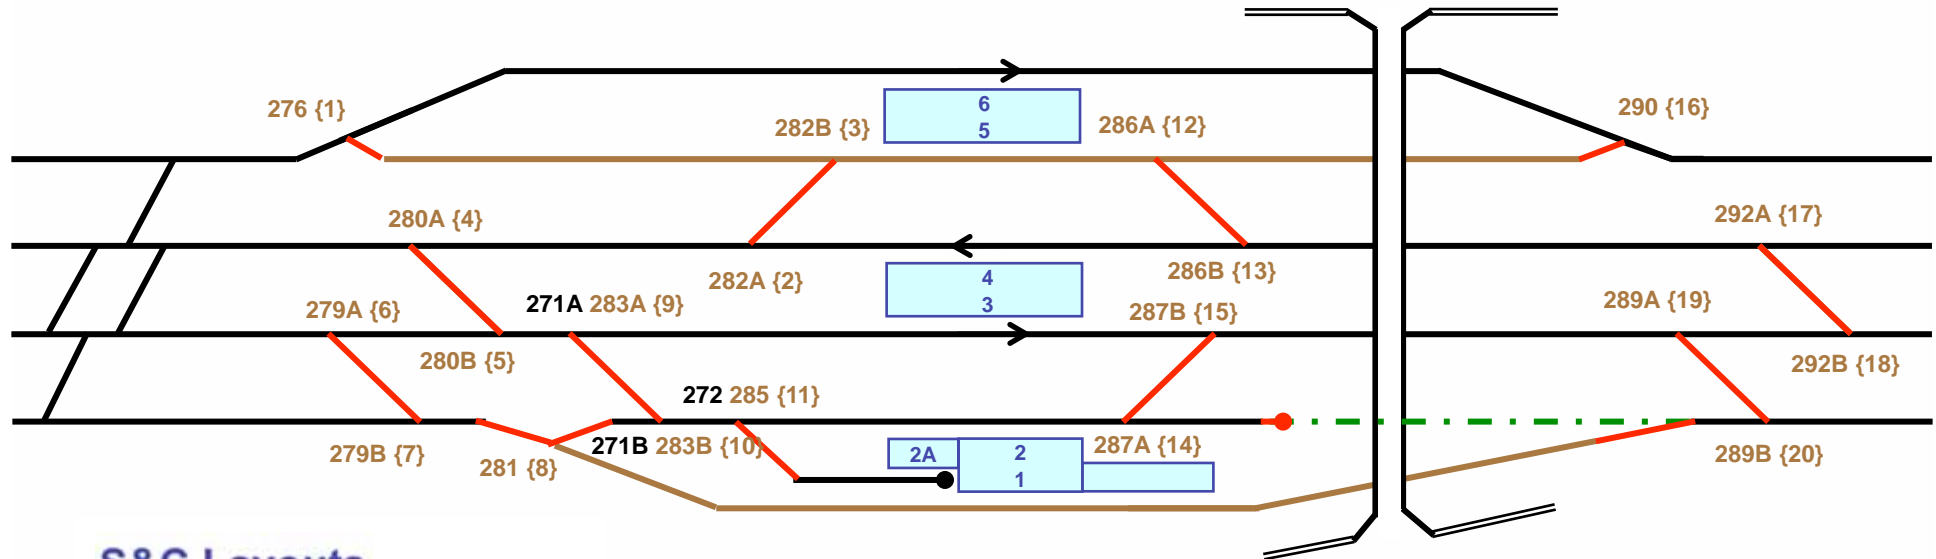 276 {1}
6
5
282B {3}
286A {12}
290 {16}
280A {4}
282A {2}
4
3
286B {13}
292A {17}
279A {6}
271A 283A {9}
287B {15}
289A {19}
280B {5}
292B {18}
272 285 {11}
279B {7}
281 {8}
271B 283B {10}
2A
2
1
287A {14}
289B {20}
S&C Layouts